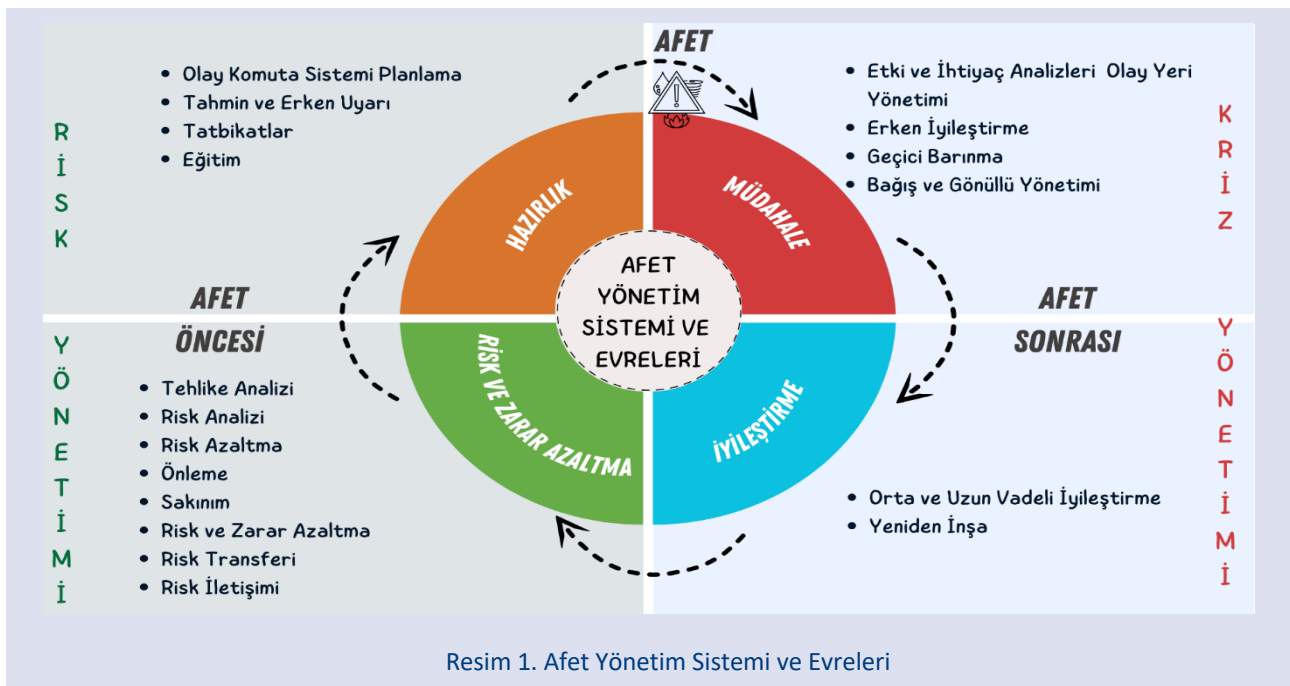 AFET
• Olay Komuta Sistemi Planlama
• Tahmin ve Erken Uyarı
• Tatbikatlar
• Eğitim
RİSK
YÖNETİMİ
AFET
ÖNCESİ
• Tehlike Analizi
• Risk Analizi
• Risk Azaltma
• Önleme
• Sakınım
• Risk ve Zarar Azaltma
• Risk Transferi
• Risk İletişimi
HAZIRLIK
MÜDAHALE
AFET
YÖNETİM
SİSTEMİ VE
EVRELERİ
RİSK VE ZARAR AZALTMA
İYİLEŞTİRME
• Etki ve İhtiyaç Analizleri Olay Yeri
Yönetimi
• Erken İyileştirme
• Geçici Barınma
• Bağış ve Gönüllü Yönetimi
KRİZ
YÖNETİMİ
AFET
SONRASI
• Orta ve Uzun Vadeli İyileştirme
• Yeniden İnşa
Resim 1. Afet Yönetim Sistemi ve Evreleri